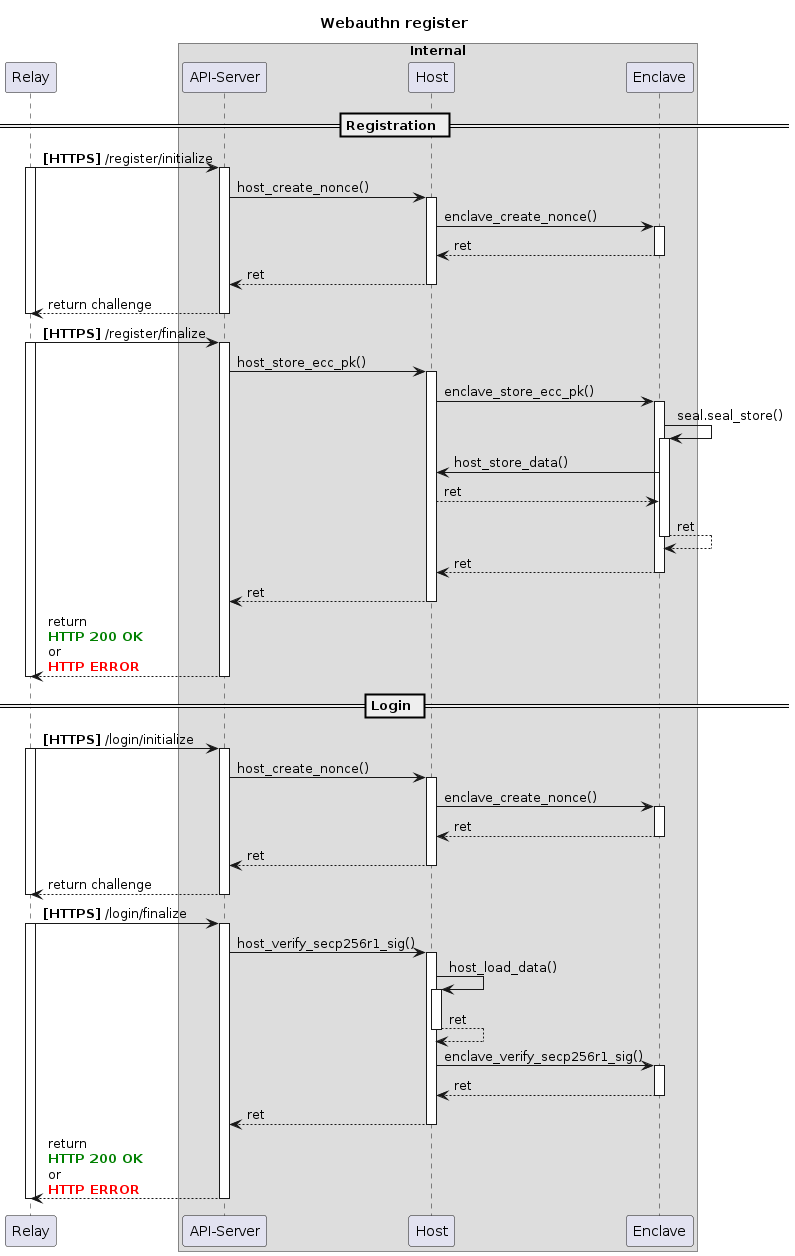 Webauthn register
Internal
Relay
API-Server
Host
Enclave
Registration
[HTTPS] /register/initialize
host_create_nonce()
enclave_create_nonce()
ret
ret
return challenge
[HTTPS] /register/finalize
host_store_ecc_pk()
enclave_store_ecc_pk()
seal.seal_store()
host_store_data()
ret
ret
ret
ret
return
HTTP 200 OK
or
HTTP ERROR
Login
[HTTPS] /login/initialize
host_create_nonce()
enclave_create_nonce()
ret
ret
return challenge
[HTTPS] /login/finalize
host_verify_secp256r1_sig()
host_load_data()
ret
enclave_verify_secp256r1_sig()
ret
ret
return
HTTP 200 OK
or
HTTP ERROR
Relay
API-Server
Host
Enclave